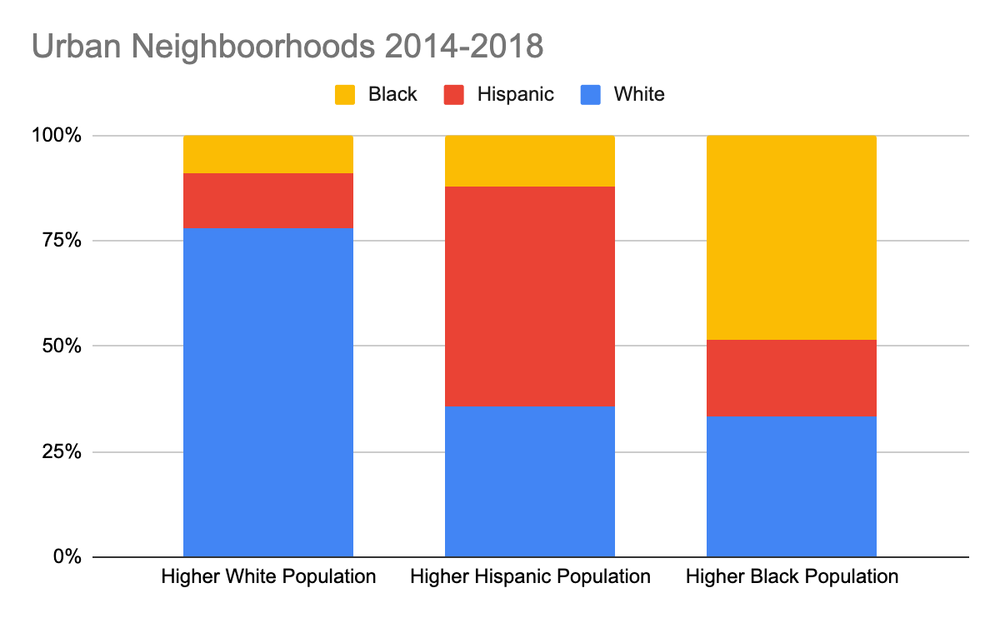 Urban Neighboorhoods 2014-2018
Black Hispanic White
100%
75%
50%
25%
0%
Higher White Population Higher Hispanic Population Higher Black Population